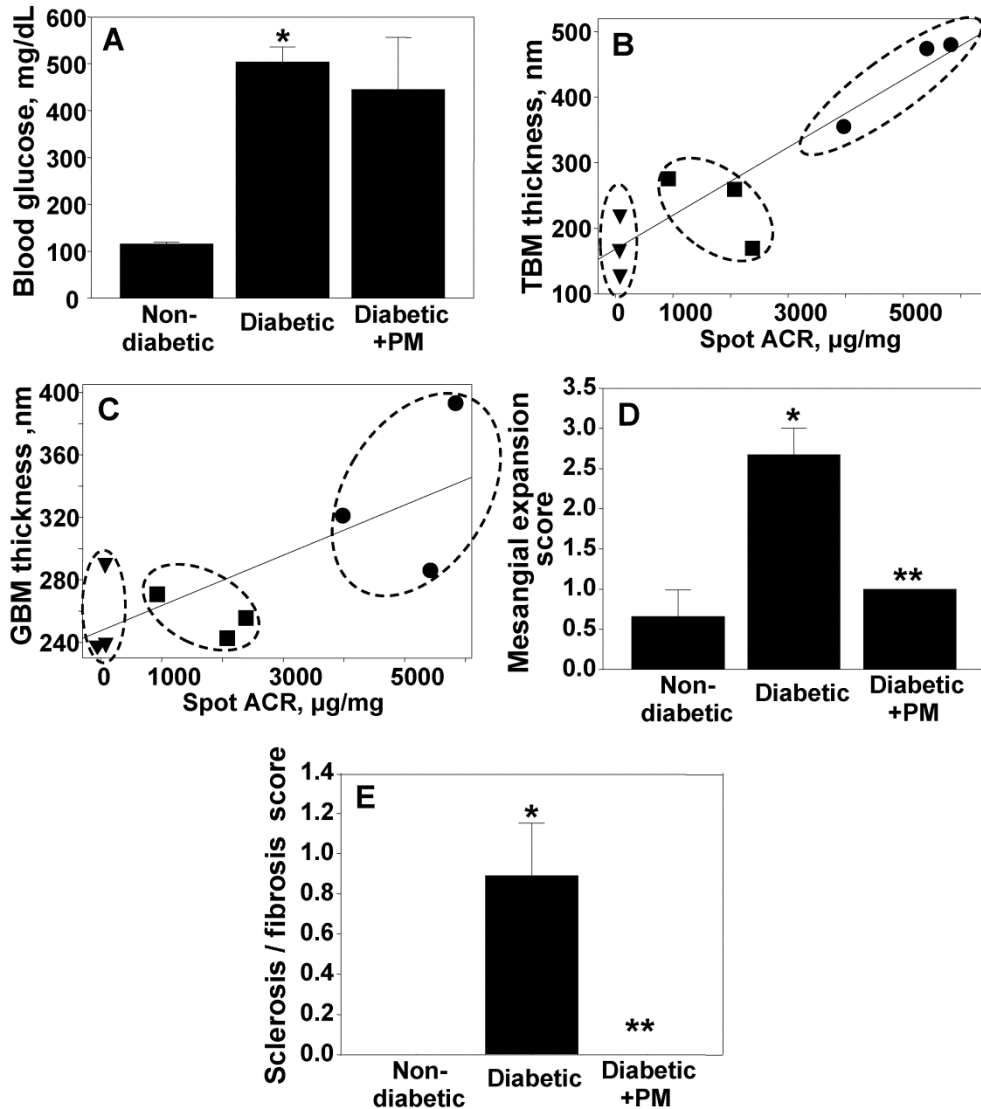 A
Blood glucose, mg/dL
600
500
400
300
200
100
0
*
Non-
diabetic
Diabetic
Diabetic
+PM
B
TBM thickness, nm
500
400
300
200
100
0
1000
3000
5000
Spot ACR, µg/mg
C
GBM thickness ,nm
400
360
320
280
240
0
1000
3000
5000
Spot ACR, µg/mg
D
Mesangial expansion
score
3.5
3.0
2.5
2.0
1.5
1.0
0.5
0.0
*
**
Non-
diabetic
Diabetic
Diabetic
+PM
E
Sclerosis / fibrosis score
1.4
1.2
1.0
0.8
0.6
0.4
0.2
0.0
*
**
Non-
diabetic
Diabetic
Diabetic
+PM